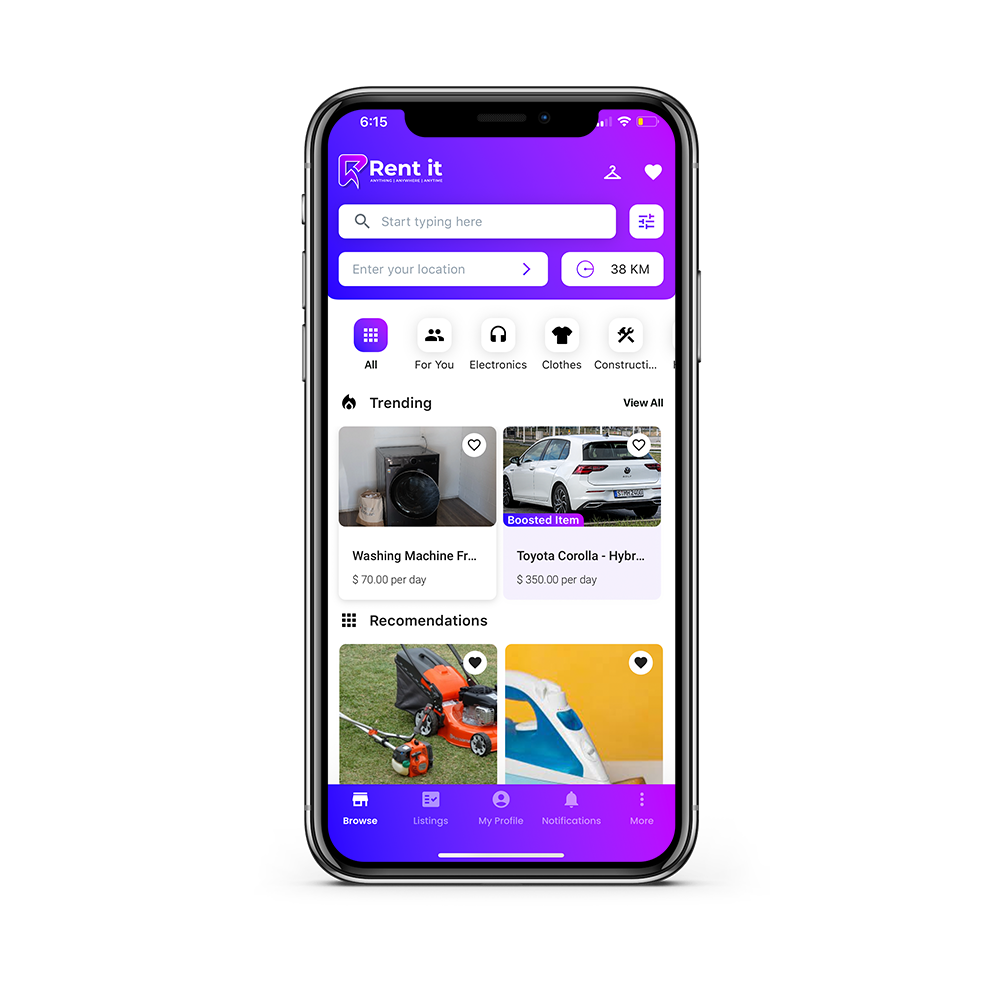 6:15
Rent it
ANYTHING | ANYWHERE | ANYTIME
Start typing here
Enter your location
38 KM
All
For You
Electronics
Clothes
Constructi...
Trending
View All
Boosted Item
Washing Machine Fr...
Toyota Corolla - Hybr...
$ 70.00 per day
$ 350.00 per day
Recomendations
Browse
Listings
My Profile
Notifications
More